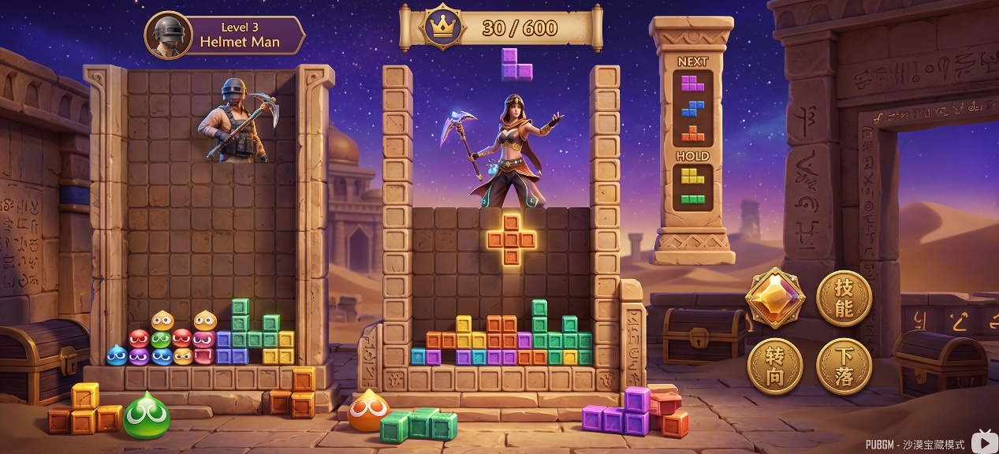 Level 3
Helmet Man
30 / 600
NEXT
HOLD
技能
转向
下落
PUBGM - 沙漠宝藏模式